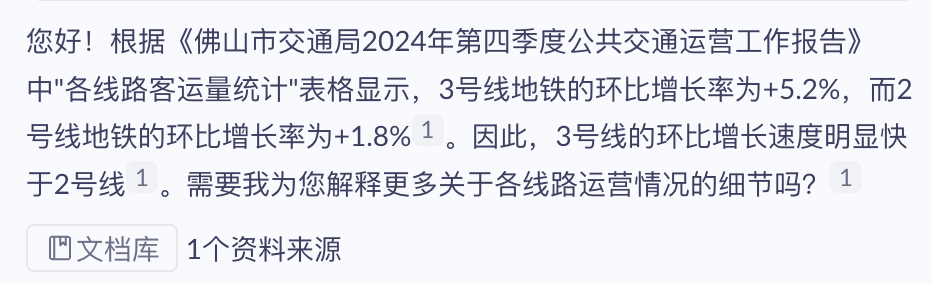 您好！根据《佛山市交通局2024年第四季度公共交通运营工作报告》
中"各线路客运量统计"表格显示，3号线地铁的环比增长率为+5.2%，而2
号线地铁的环比增长率为+1.8% 1 。因此，3号线的环比增长速度明显快
于2号线 1 。需要我为您解释更多关于各线路运营情况的细节吗？ 1
文档库 1个资料来源